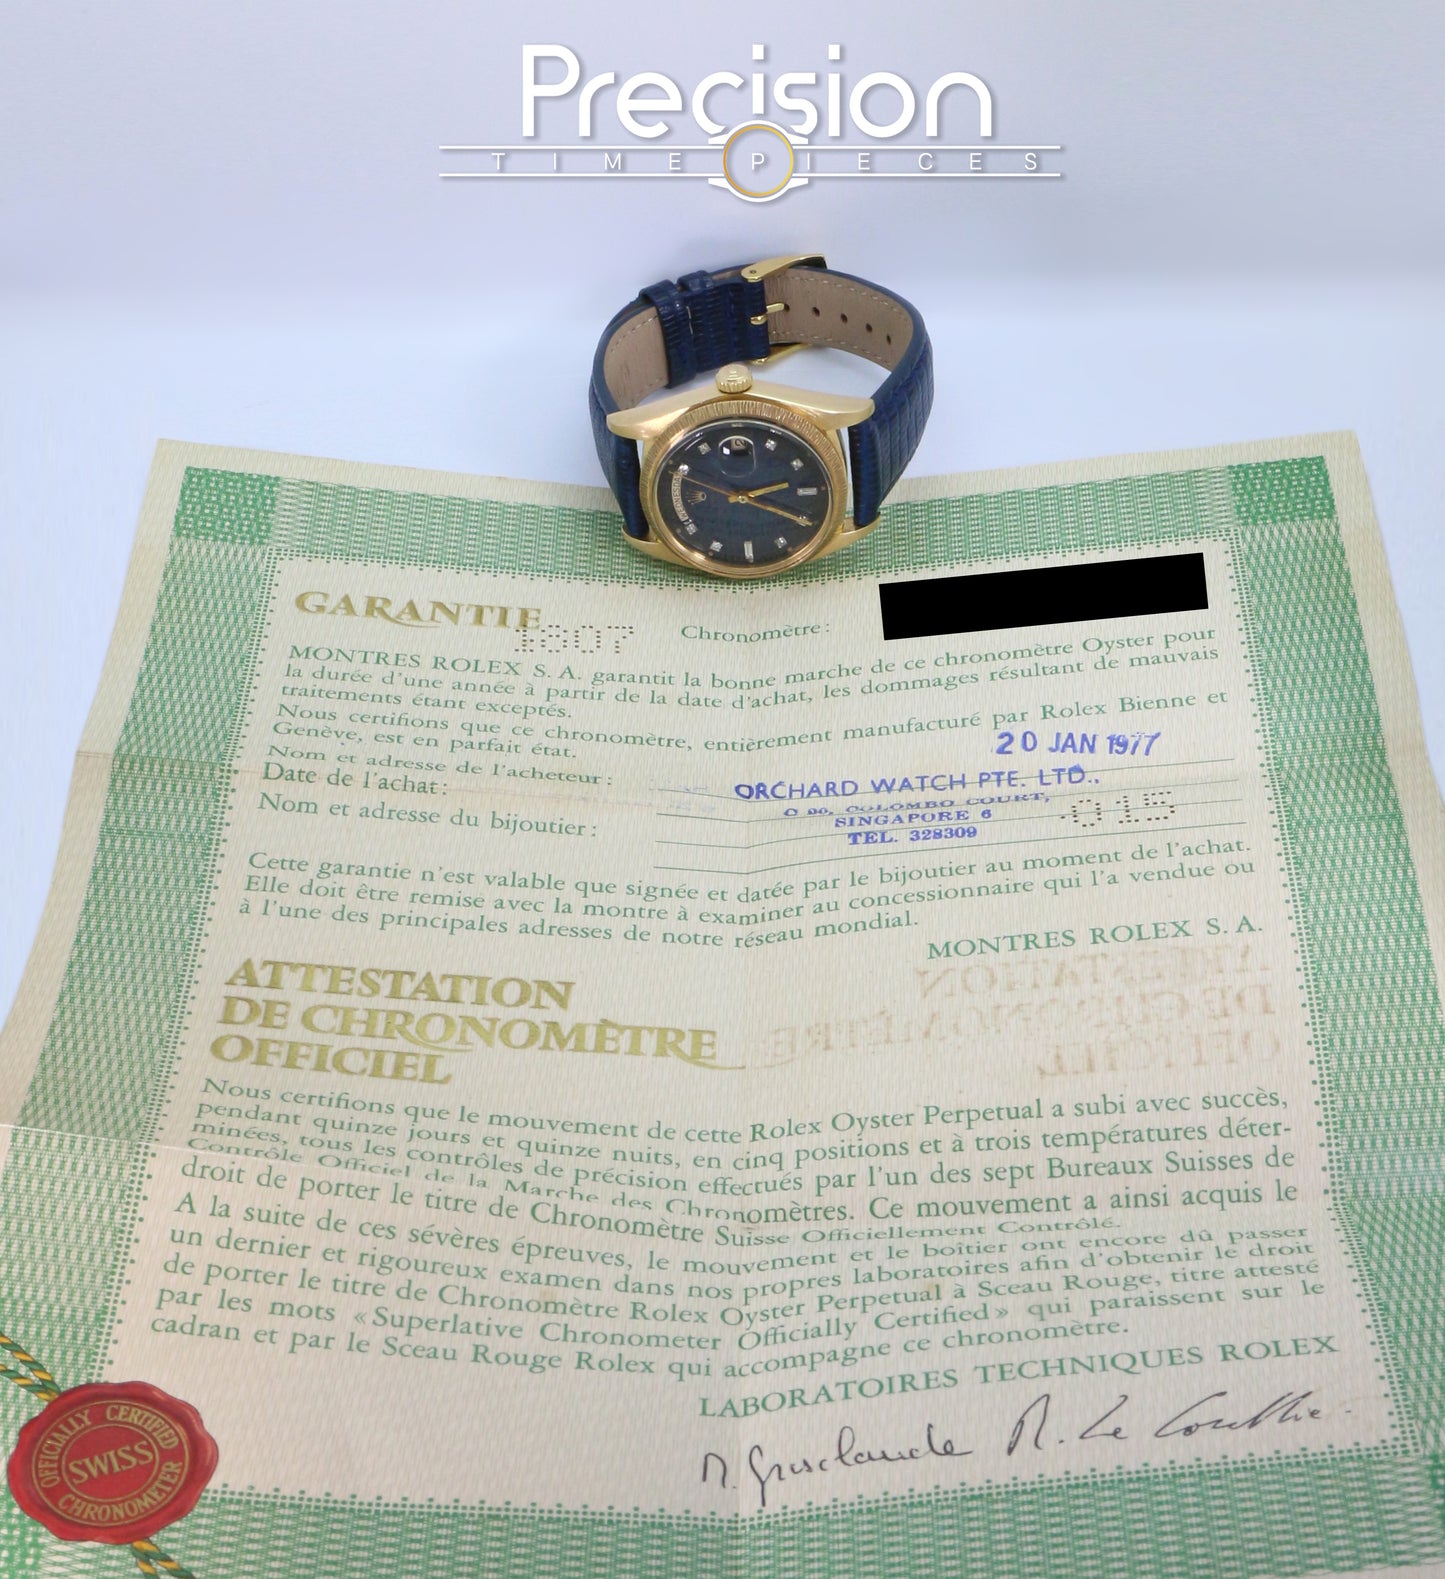 Precision
TIMEPIECES
GARANTIE
1807
Chronomètre:
MONTRES ROLEX S. A. garantit la bonne marche de ce chronomètre Oyster pour
la durée d'une année à partir de la date d'achat, les dommages résultant de mauvais
traitements étant exceptés.
Nous certifions que ce chronomètre, entièrement manufacturé par Rolex Bienne et
Genève, est en parfait état.
20 JAN 1977
Nom et adresse de l'acheteur:
Date de l'achat:
Nom et adresse du bijoutier:
ORCHARD WATCH PTE. LTD.,
COLOMBO COURT,
SINGAPORE 6
TEL. 328309
015
Cette garantie n'est valable que signée et datée par le bijoutier au moment de l'achat.
Elle doit être remise avec la montre à examiner au concessionnaire qui l'a vendue ou
à l'une des principales adresses de notre réseau mondial.
MONTRES ROLEX S. A.
ATTESTATION
DE CHRONOMÈTRE
OFFICIEL
Nous certifions que le mouvement de cette Rolex Oyster Perpetual a subi avec succès,
pendant quinze jours et quinze nuits, en cinq positions et à trois températures déter-
minées, tous les contrôles de précision effectués par l'un des sept Bureaux Suisses de
Contrôle Officiel de la Marche des Chronomètres. Ce mouvement a ainsi acquis le
droit de porter le titre de Chronomètre Suisse Officiellement Contrôlé.
A la suite de ces sévères épreuves, le mouvement et le boîtier ont encore dû passer
un dernier et rigoureux examen dans nos propres laboratoires afin d'obtenir le droit
de porter le titre de Chronomètre Rolex Oyster Perpetual à Sceau Rouge, titre attesté
par les mots «Superlative Chronometer Officially Certified» qui paraissent sur le
cadran et par le Sceau Rouge Rolex qui accompagne ce chronomètre.
LABORATOIRES TECHNIQUES ROLEX
OFFICIALLY CERTIFIED
SWISS
CHRONOMETER